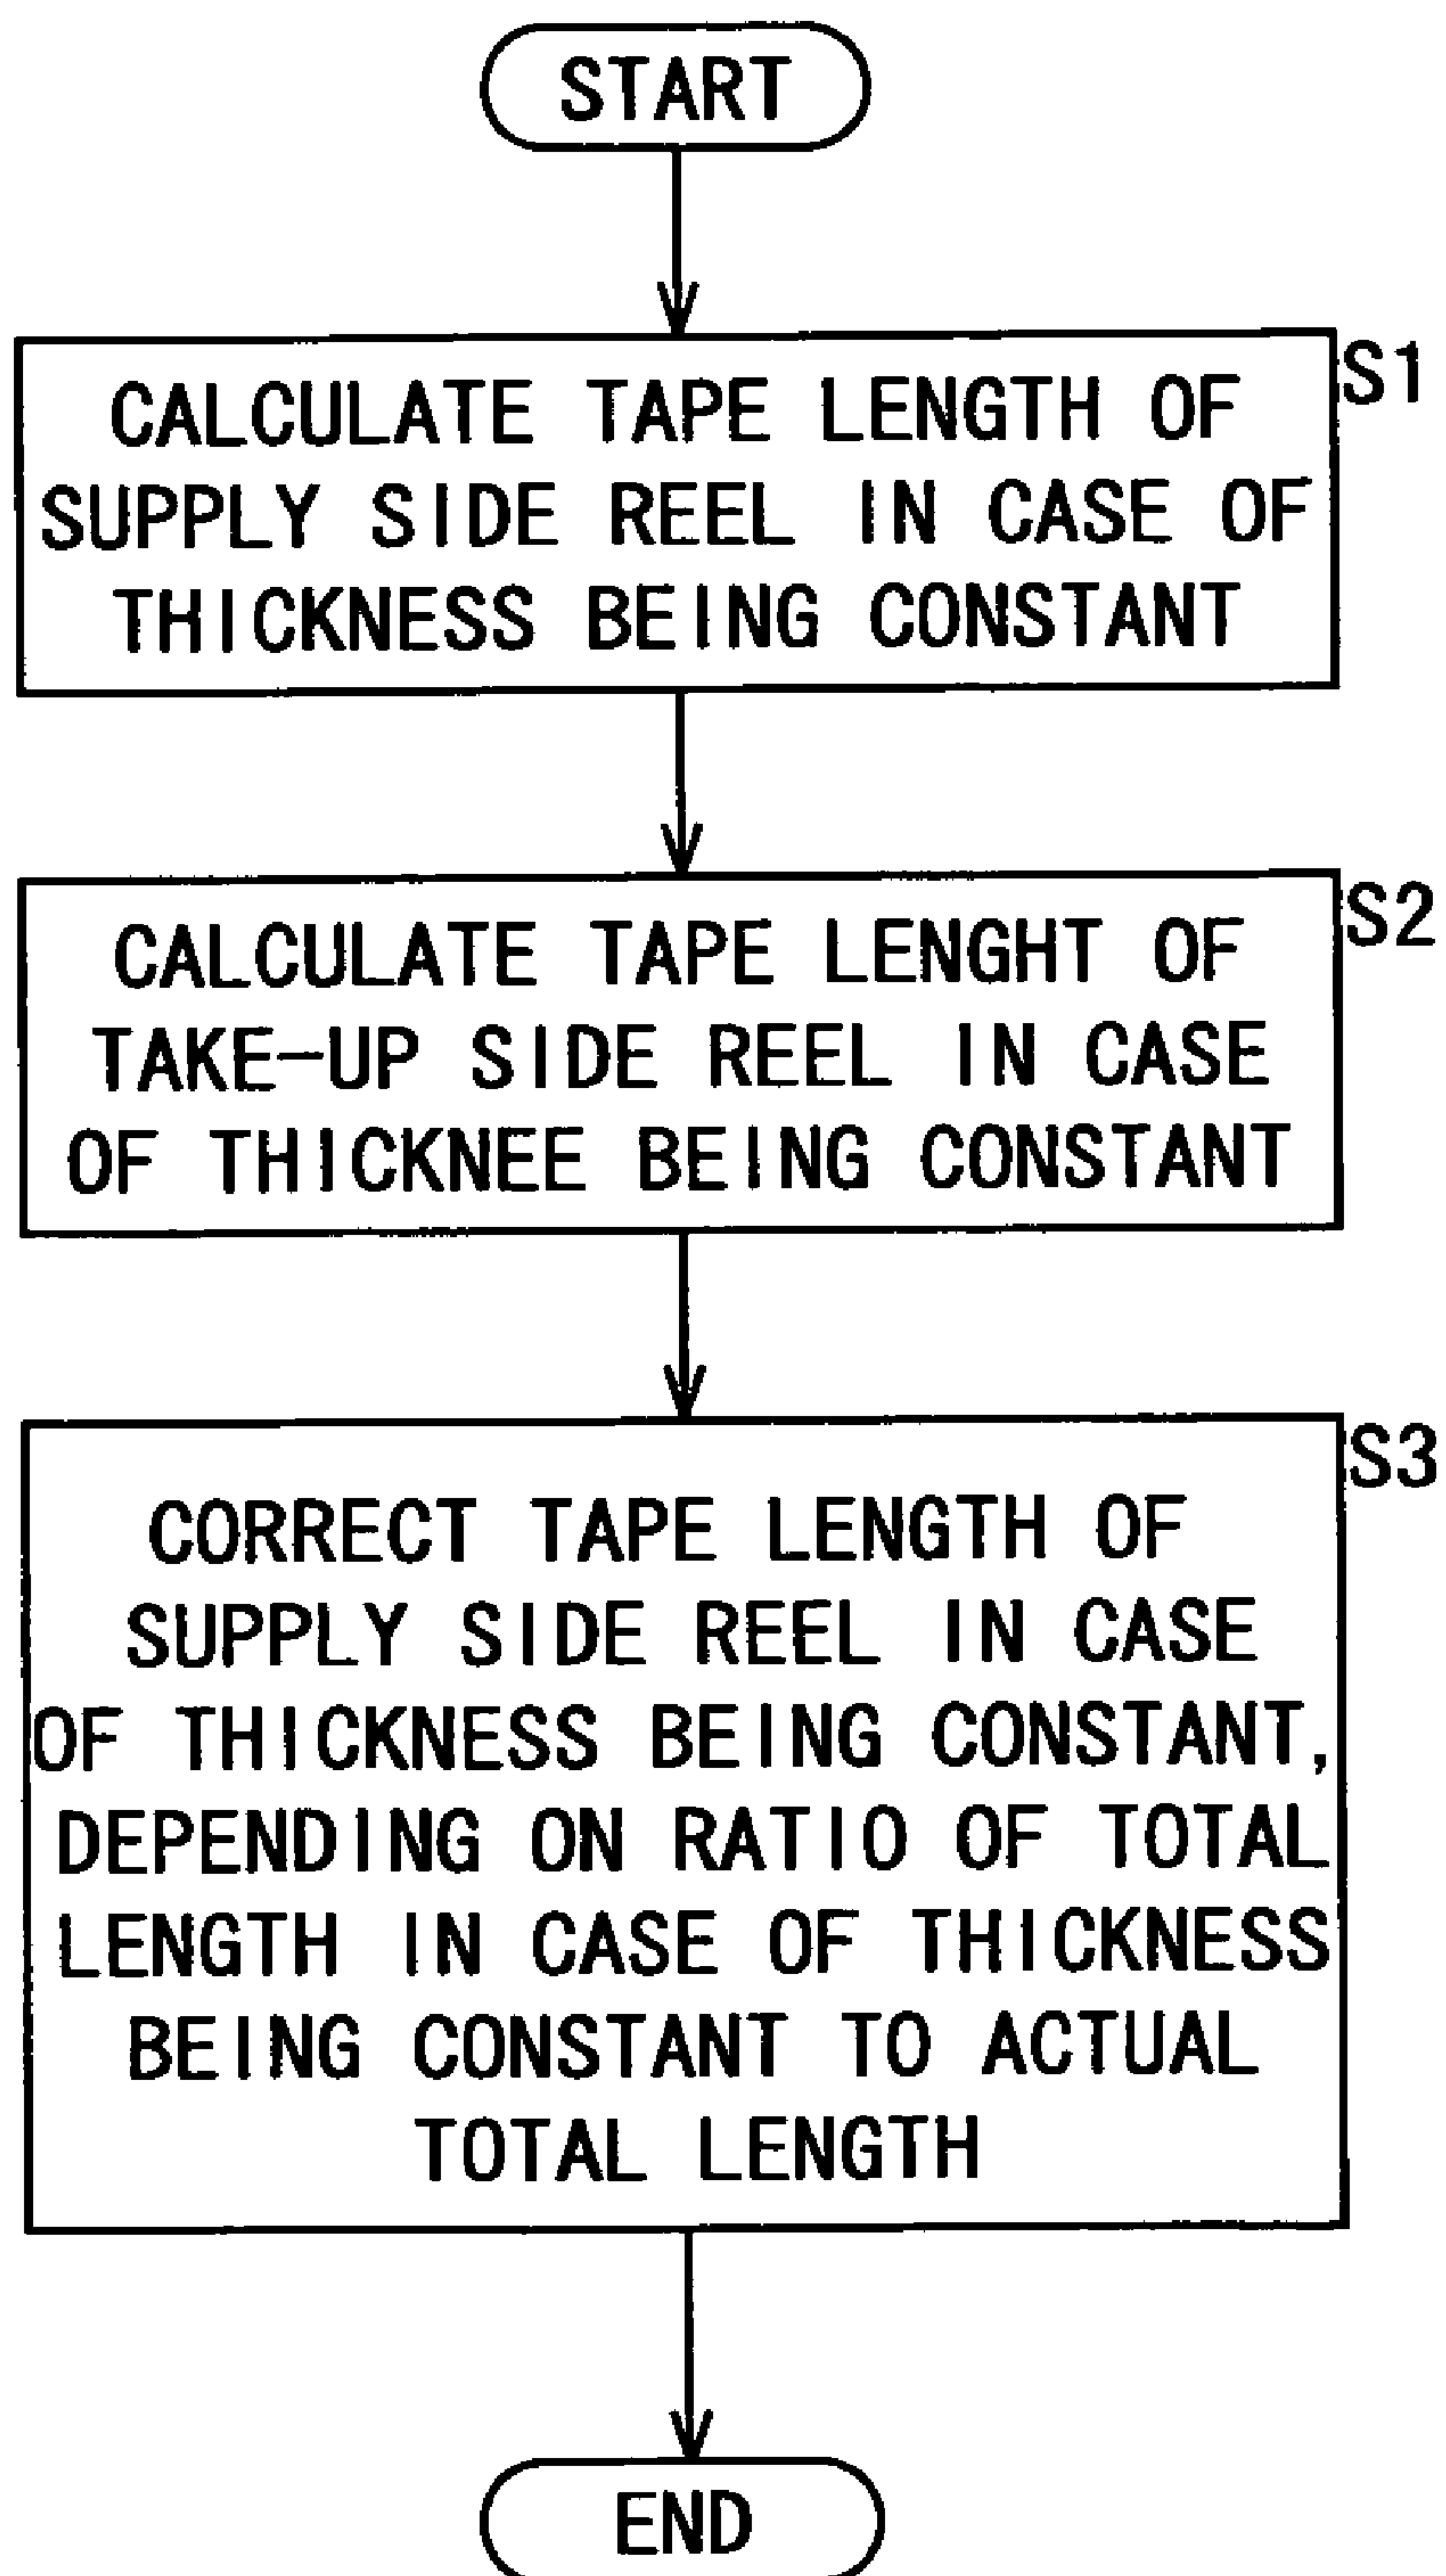 START
S1
CALCULATE TAPE LENGTH OF
SUPPLY SIDE REEL IN CASE OF
THICKNESS BEING CONSTANT
S2
CALCULATE TAPE LENGHT OF
TAKE-UP SIDE REEL IN CASE
OF THICKNEE BEING CONSTANT
S3
CORRECT TAPE LENGTH OF
SUPPLY SIDE REEL IN CASE
OF THICKNESS BEING CONSTANT,
DEPENDING ON RATIO OF TOTAL
LENGTH IN CASE OF THICKNESS
BEING CONSTANT TO ACTUAL
TOTAL LENGTH
END